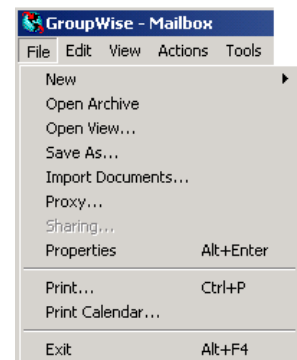 GroupWise - Mailbox
File Edit View Actions Tools
New
Open Archive
Open View...
Save As...
Import Documents...
Proxy...
Sharing...
Properties Alt+Enter
Print... Ctrl+P
Print Calendar...
Exit Alt+F4